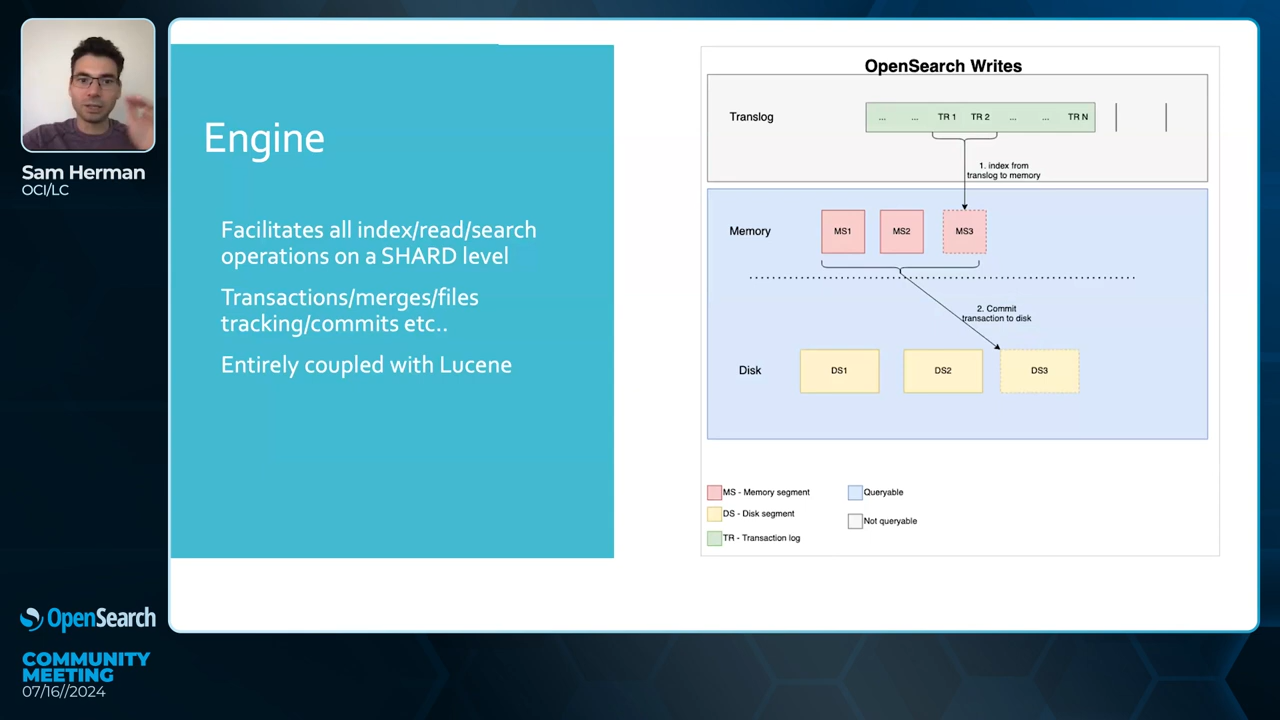 Sam Herman
OCI/LC
Engine
Facilitates all index/read/search
operations on a SHARD level
Transactions/merges/files
tracking/commits etc..
Entirely coupled with Lucene
OpenSearch Writes
Translog
... ... TR 1 TR 2 ... ... TR N
1. index from
translog to memory
Memory
MS1 MS2 MS3
2. Commit
transaction to disk
Disk
DS1 DS2 DS3
MS - Memory segment
Queryable
DS - Disk segment
Not queryable
TR - Transaction log
OpenSearch
COMMUNITY
MEETING
07/16//2024